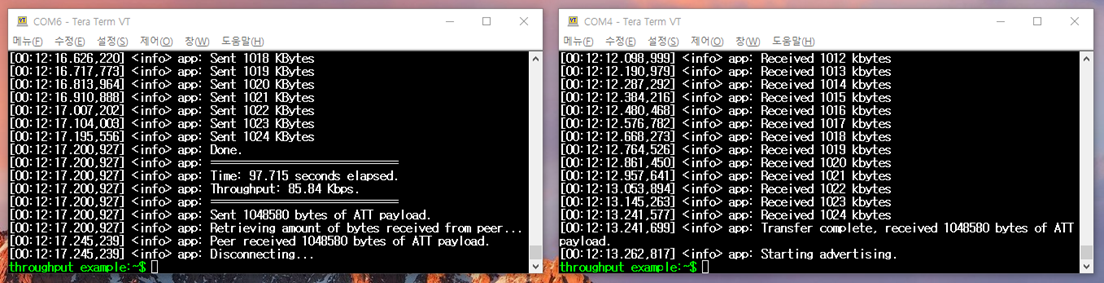 COM6 - Tera Term VT
메뉴(F) 수정(E) 설정(S) 제어(O) 창(W) 도움말(H)
[00:12:16.626,220] <info> app: Sent 1018 KBytes
[00:12:16.717,773] <info> app: Sent 1019 KBytes
[00:12:16.813,964] <info> app: Sent 1020 KBytes
[00:12:16.910,888] <info> app: Sent 1021 KBytes
[00:12:17.007,202] <info> app: Sent 1022 KBytes
[00:12:17.104,003] <info> app: Sent 1023 KBytes
[00:12:17.195,556] <info> app: Sent 1024 KBytes
[00:12:17.200,927] <info> app: Done.
[00:12:17.200,927] <info> app: ==============================
[00:12:17.200,927] <info> app: Time: 97.715 seconds elapsed.
[00:12:17.200,927] <info> app: Throughput: 85.84 Kbps.
[00:12:17.200,927] <info> app: ==============================
[00:12:17.200,927] <info> app: Sent 1048580 bytes of ATT payload.
[00:12:17.200,927] <info> app: Retrieving amount of bytes received from peer...
[00:12:17.245,239] <info> app: Peer received 1048580 bytes of ATT payload.
[00:12:17.245,239] <info> app: Disconnecting...
throughput example:~$
COM4 - Tera Term VT
메뉴(F) 수정(E) 설정(S) 제어(O) 창(W) 도움말(H)
[00:12:12.098,999] <info> app: Received 1012 kbytes
[00:12:12.190,979] <info> app: Received 1013 kbytes
[00:12:12.287,292] <info> app: Received 1014 kbytes
[00:12:12.384,216] <info> app: Received 1015 kbytes
[00:12:12.480,468] <info> app: Received 1016 kbytes
[00:12:12.576,782] <info> app: Received 1017 kbytes
[00:12:12.668,273] <info> app: Received 1018 kbytes
[00:12:12.764,526] <info> app: Received 1019 kbytes
[00:12:12.861,450] <info> app: Received 1020 kbytes
[00:12:12.957,641] <info> app: Received 1021 kbytes
[00:12:13.053,894] <info> app: Received 1022 kbytes
[00:12:13.145,263] <info> app: Received 1023 kbytes
[00:12:13.241,577] <info> app: Received 1024 kbytes
[00:12:13.241,699] <info> app: Transfer complete, received 1048580 bytes of ATT
payload.
[00:12:13.262,817] <info> app: Starting advertising.
throughput example:~$